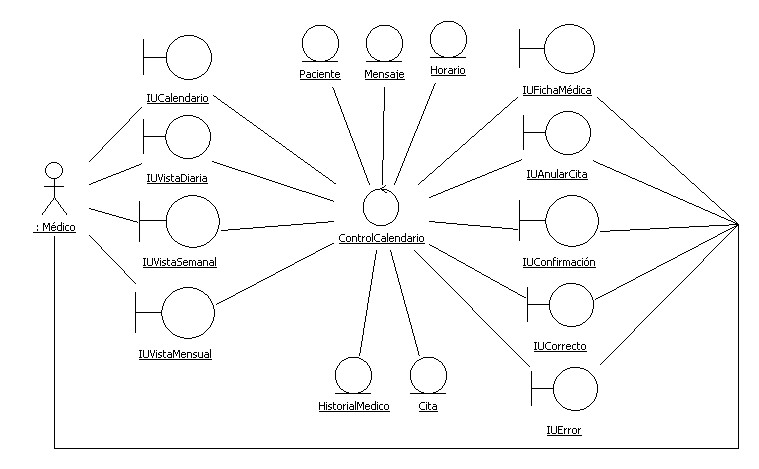 Paciente
Mensaje
Horario
IUCalendario
IUFichaMédica
IUVistaDiaria
IUAnularCita
: Médico
ControlCalendario
IUVistaSemanal
IUConfirmación
IUVistaMensual
IUCorrecto
HistorialMedico
Cita
IUError